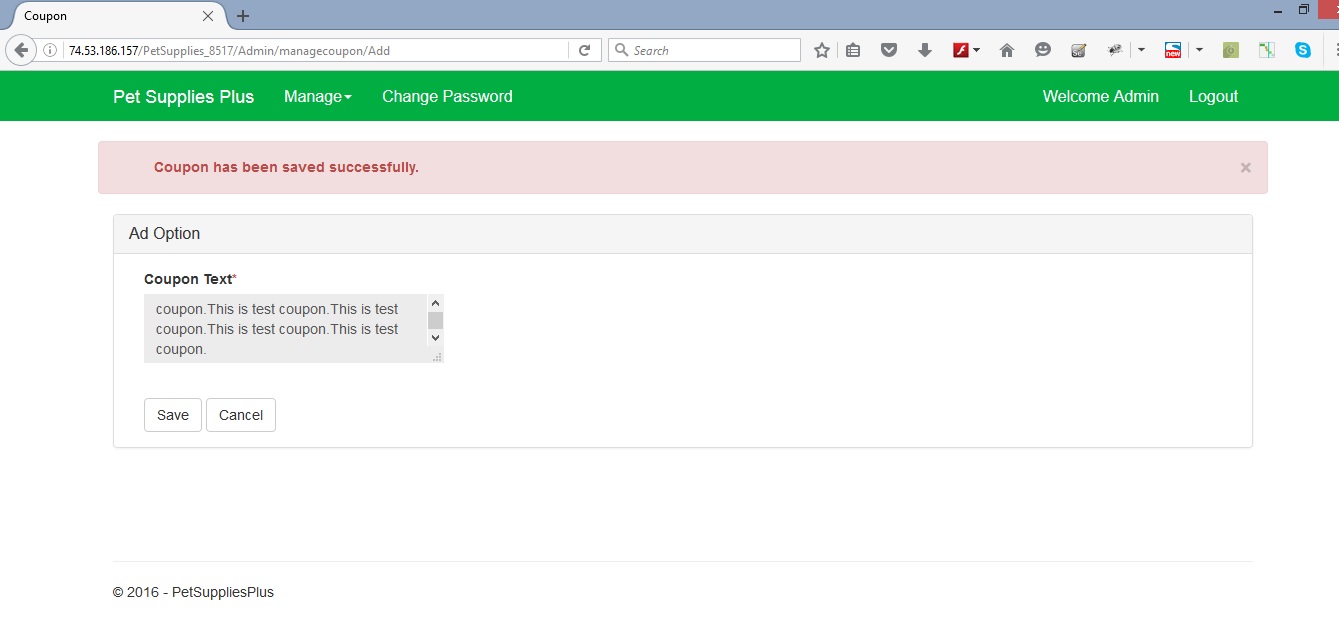 Coupon
74.53.186.157/PetSupplies_8517/Admin/managecoupon/Add
Search
new
Pet Supplies Plus Manage Change Password Welcome Admin Logout
Coupon has been saved successfully. ×
Ad Option
Coupon Text*
coupon.This is test coupon.This is test
coupon.This is test coupon.This is test
coupon.
Save Cancel
© 2016 - PetSuppliesPlus